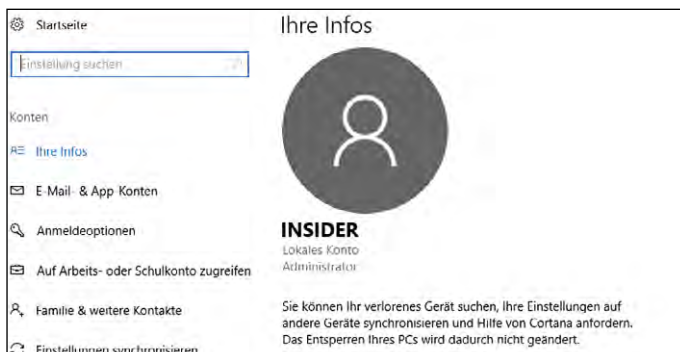 Startseite
Einstellung suchen
Konten
Ihre Infos
E-Mail- & App-Konten
Anmeldeoptionen
Auf Arbeits- oder Schulkonto zugreifen
Familie & weitere Kontakte
Einstellungen synchronisieren
Ihre Infos
INSIDER
Lokales Konto
Administrator
Sie können Ihr verlorenes Gerät suchen, Ihre Einstellungen auf
andere Geräte synchronisieren und Hilfe von Cortana anfordern.
Das Entsperren Ihres PCs wird dadurch nicht geändert.